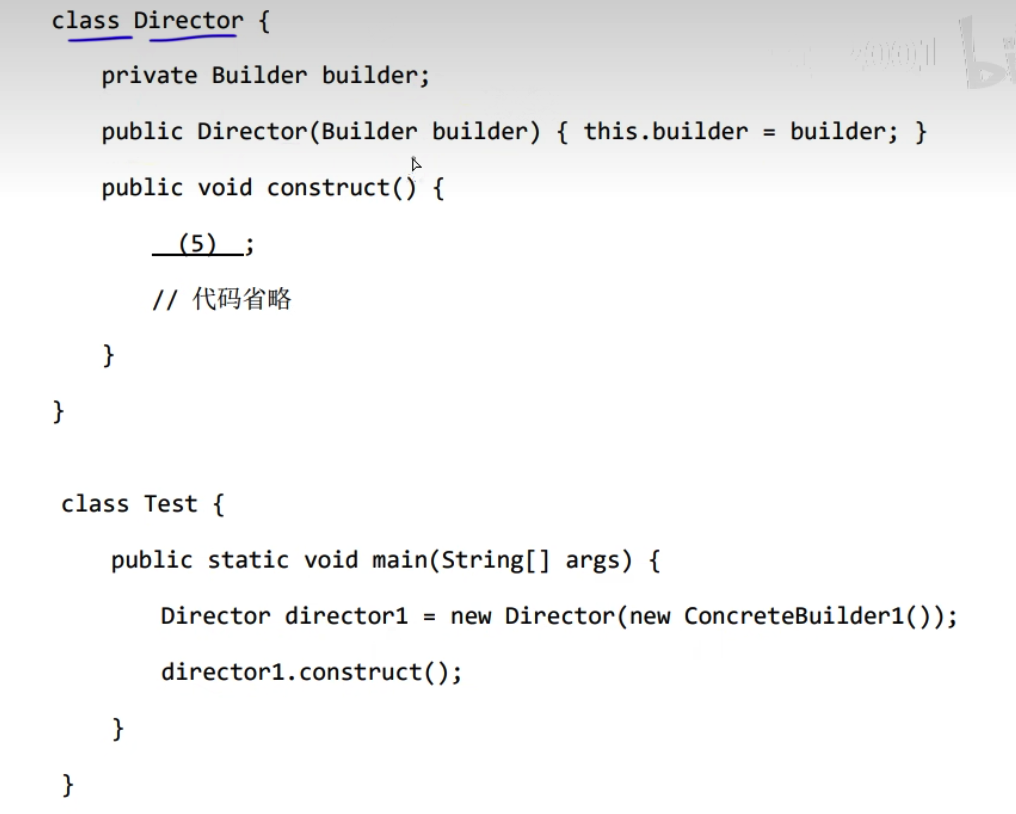 class Director {
private Builder builder;
public Director(Builder builder) { this.builder = builder; }
public void construct() {
(5) ;
// 代码省略
}
}
class Test {
public static void main(String[] args) {
Director director1 = new Director(new ConcreteBuilder1());
director1.construct();
}
}